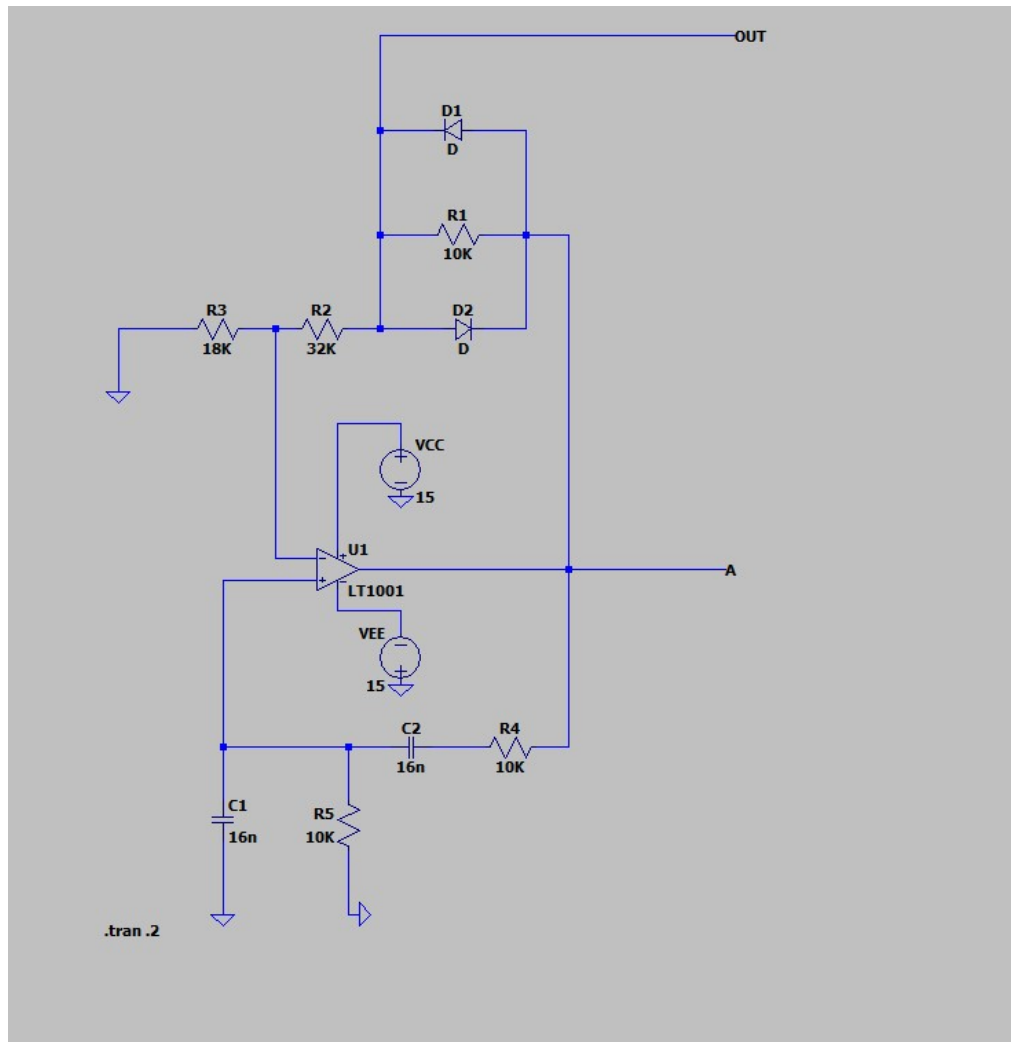 OUT
D1
D
R1
10K
R3
18K
R2
32K
D2
D
VCC
15
U1
LT1001
A
VEE
15
C2
16n
R4
10K
C1
16n
R5
10K
.tran .2